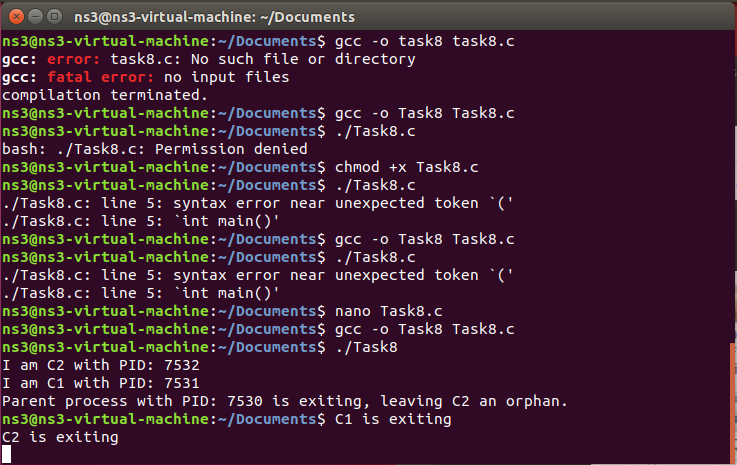 ns3@ns3-virtual-machine: ~/Documents
ns3@ns3-virtual-machine:~/Documents$ gcc -o task8 task8.c
gcc: error: task8.c: No such file or directory
gcc: fatal error: no input files
compilation terminated.
ns3@ns3-virtual-machine:~/Documents$ gcc -o Task8 Task8.c
ns3@ns3-virtual-machine:~/Documents$ ./Task8.c
bash: ./Task8.c: Permission denied
ns3@ns3-virtual-machine:~/Documents$ chmod +x Task8.c
ns3@ns3-virtual-machine:~/Documents$ ./Task8.c
./Task8.c: line 5: syntax error near unexpected token `('
./Task8.c: line 5: `int main()'
ns3@ns3-virtual-machine:~/Documents$ gcc -o Task8 Task8.c
ns3@ns3-virtual-machine:~/Documents$ ./Task8.c
./Task8.c: line 5: syntax error near unexpected token `('
./Task8.c: line 5: `int main()'
ns3@ns3-virtual-machine:~/Documents$ nano Task8.c
ns3@ns3-virtual-machine:~/Documents$ gcc -o Task8 Task8.c
ns3@ns3-virtual-machine:~/Documents$ ./Task8
I am C2 with PID: 7532
I am C1 with PID: 7531
Parent process with PID: 7530 is exiting, leaving C2 an orphan.
ns3@ns3-virtual-machine:~/Documents$ C1 is exiting
C2 is exiting